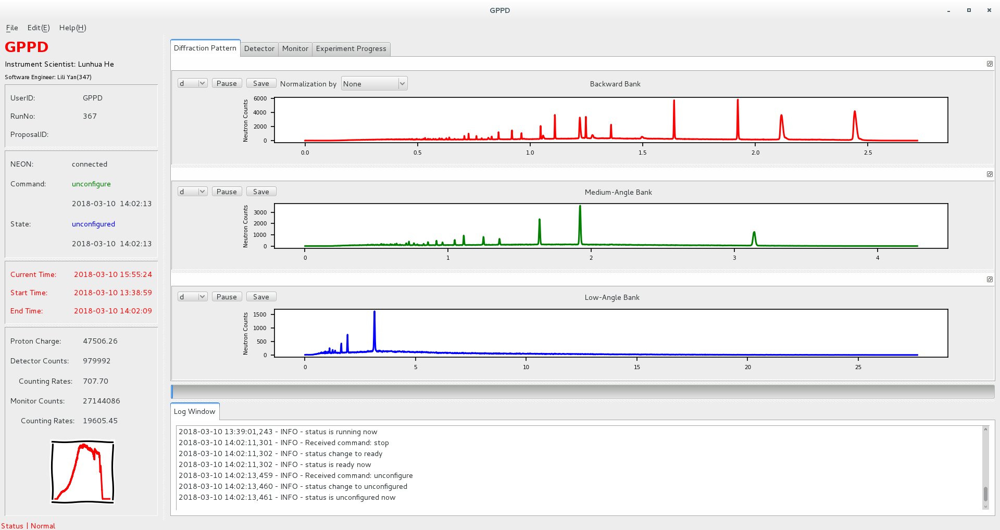 GPPD
File Edit(E) Help(H)
GPPD
Instrument Scientist: Lunhua He
Software Engineer: Lili Yan(347)
UserID: GPPD
RunNo: 367
ProposalID:
NEON: connected
Command: unconfigure
2018-03-10 14:02:13
State: unconfigured
2018-03-10 14:02:13
Current Time: 2018-03-10 15:55:24
Start Time: 2018-03-10 13:38:59
End Time: 2018-03-10 14:02:09
Proton Charge: 47506.26
Detector Counts: 979992
Counting Rates: 707.70
Monitor Counts: 27144086
Counting Rates: 19605.45
Status | Normal
Diffraction Pattern Detector Monitor Experiment Progress
d Pause Save Normalization by None Backward Bank
Neutron Counts
6000
4000
2000
0
0.0 0.5 1.0 1.5 2.0 2.5
d Pause Save Medium-Angle Bank
Neutron Counts
3000
2000
1000
0
0 1 2 3 4
d Pause Save Low-Angle Bank
Neutron Counts
1500
1000
500
0
0 5 10 15 20 25
Log Window
2018-03-10 13:39:01,243 - INFO - status is running now
2018-03-10 14:02:11,301 - INFO - Received command: stop
2018-03-10 14:02:11,302 - INFO - status change to ready
2018-03-10 14:02:11,302 - INFO - status is ready now
2018-03-10 14:02:13,459 - INFO - Received command: unconfigure
2018-03-10 14:02:13,460 - INFO - status change to unconfigured
2018-03-10 14:02:13,461 - INFO - status is unconfigured now